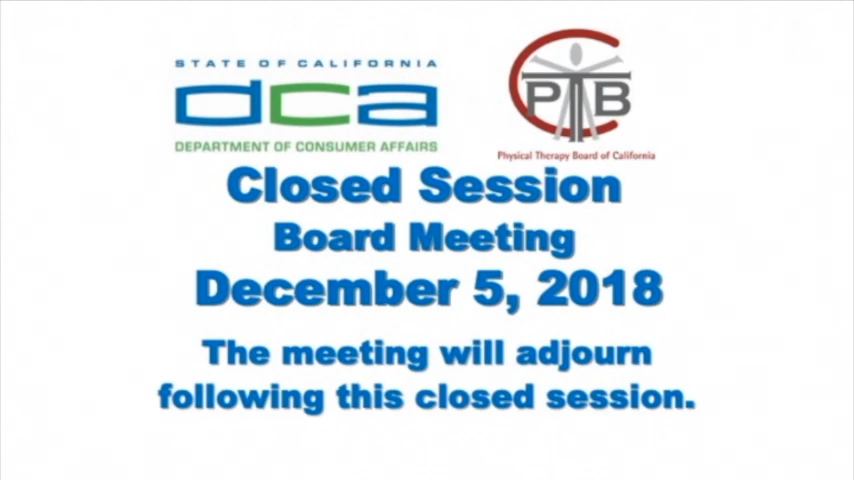 STATE OF CALIFORNIA
dca
DEPARTMENT OF CONSUMER AFFAIRS
PTB
Physical Therapy Board of California
Closed Session
Board Meeting
December 5, 2018
The meeting will adjourn
following this closed session.